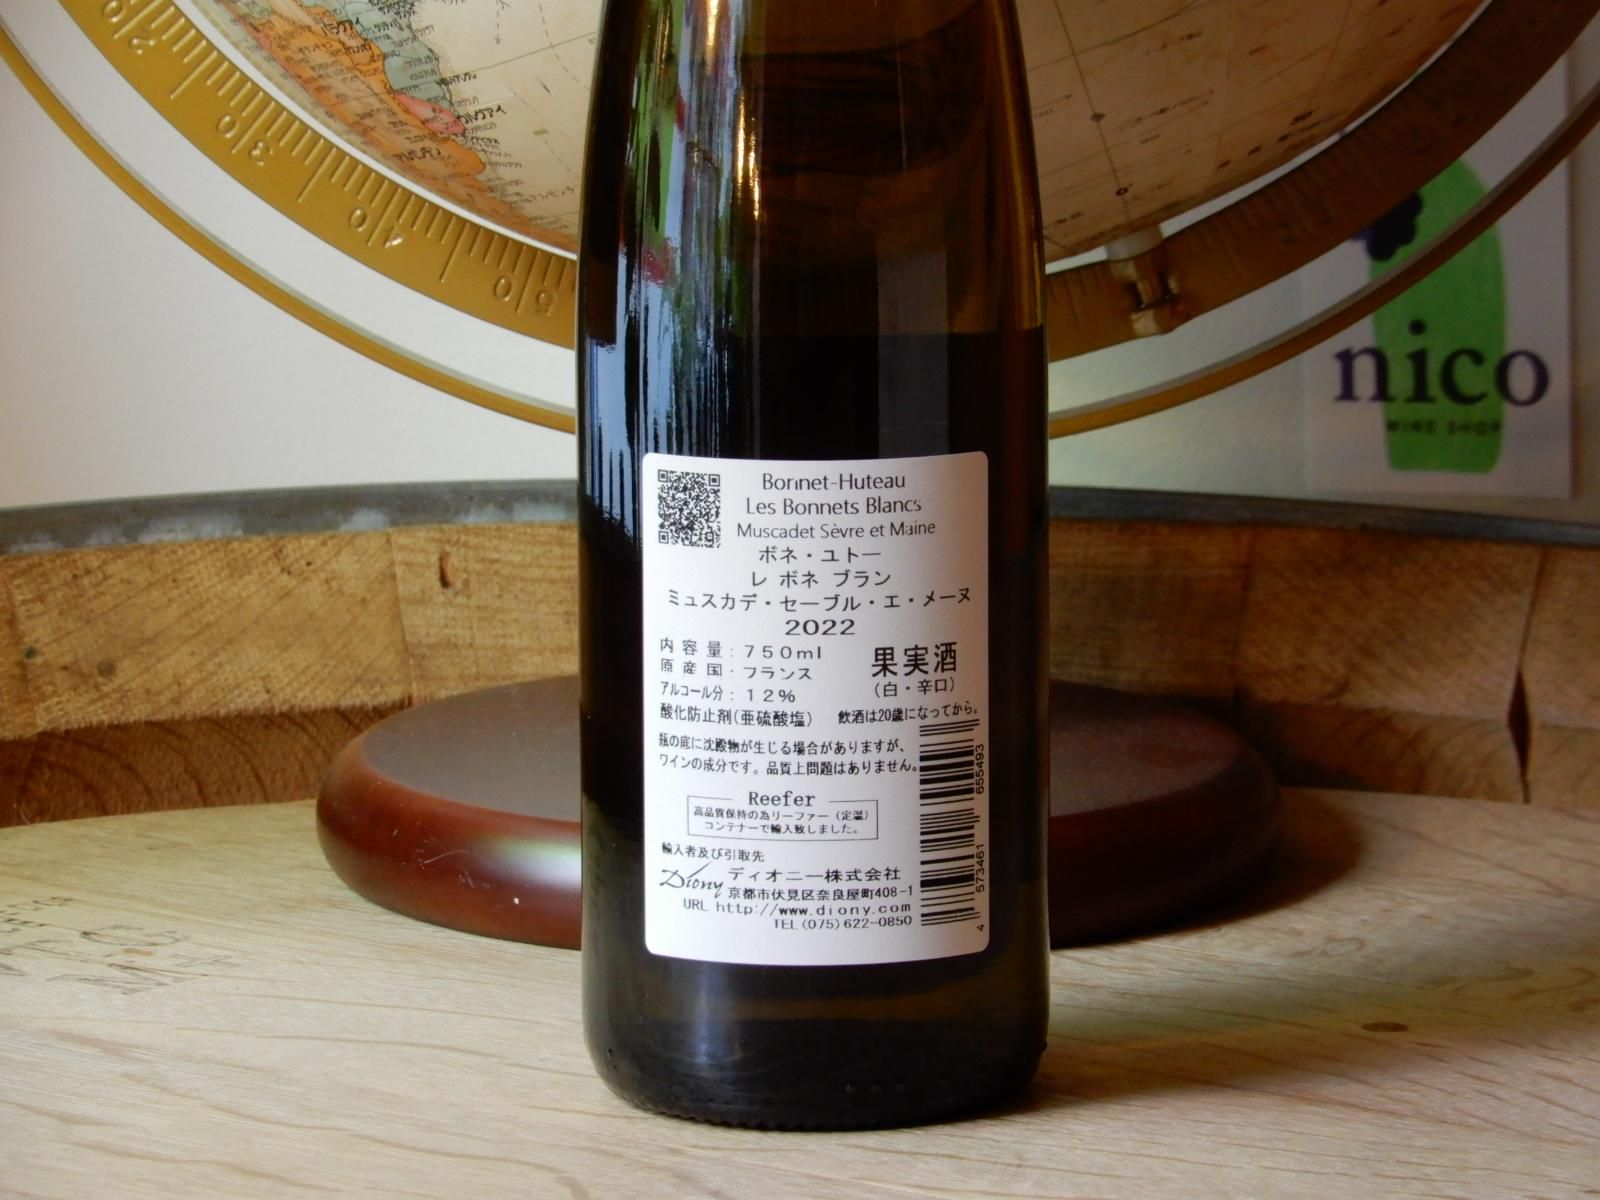 nico
WINE SHOP
Bonnet-Huteau
Les Bonnets Blancs
Muscadet Sèvre et Maine
ボネ・ユトー
レ ボネ ブラン
ミュスカデ・セーブル・エ・メーヌ
2022
内容量:750ml
原産国:フランス
アルコール分:12%
果実酒
(白・辛口)
酸化防止剤(亜硫酸塩) 飲酒は20歳になってから。
瓶の底に沈殿物が生じる場合がありますが、
ワインの成分です。品質上問題はありません。
Reefer
高品質保持の為リーファー(定温)
コンテナーで輸入致しました。
輸入者及び引取先
Diony ディオニー株式会社
京都市伏見区奈良屋町408-1
URL http://www.diony.com
TEL(075)622-0850
4 573461 655493
20
30
40
50